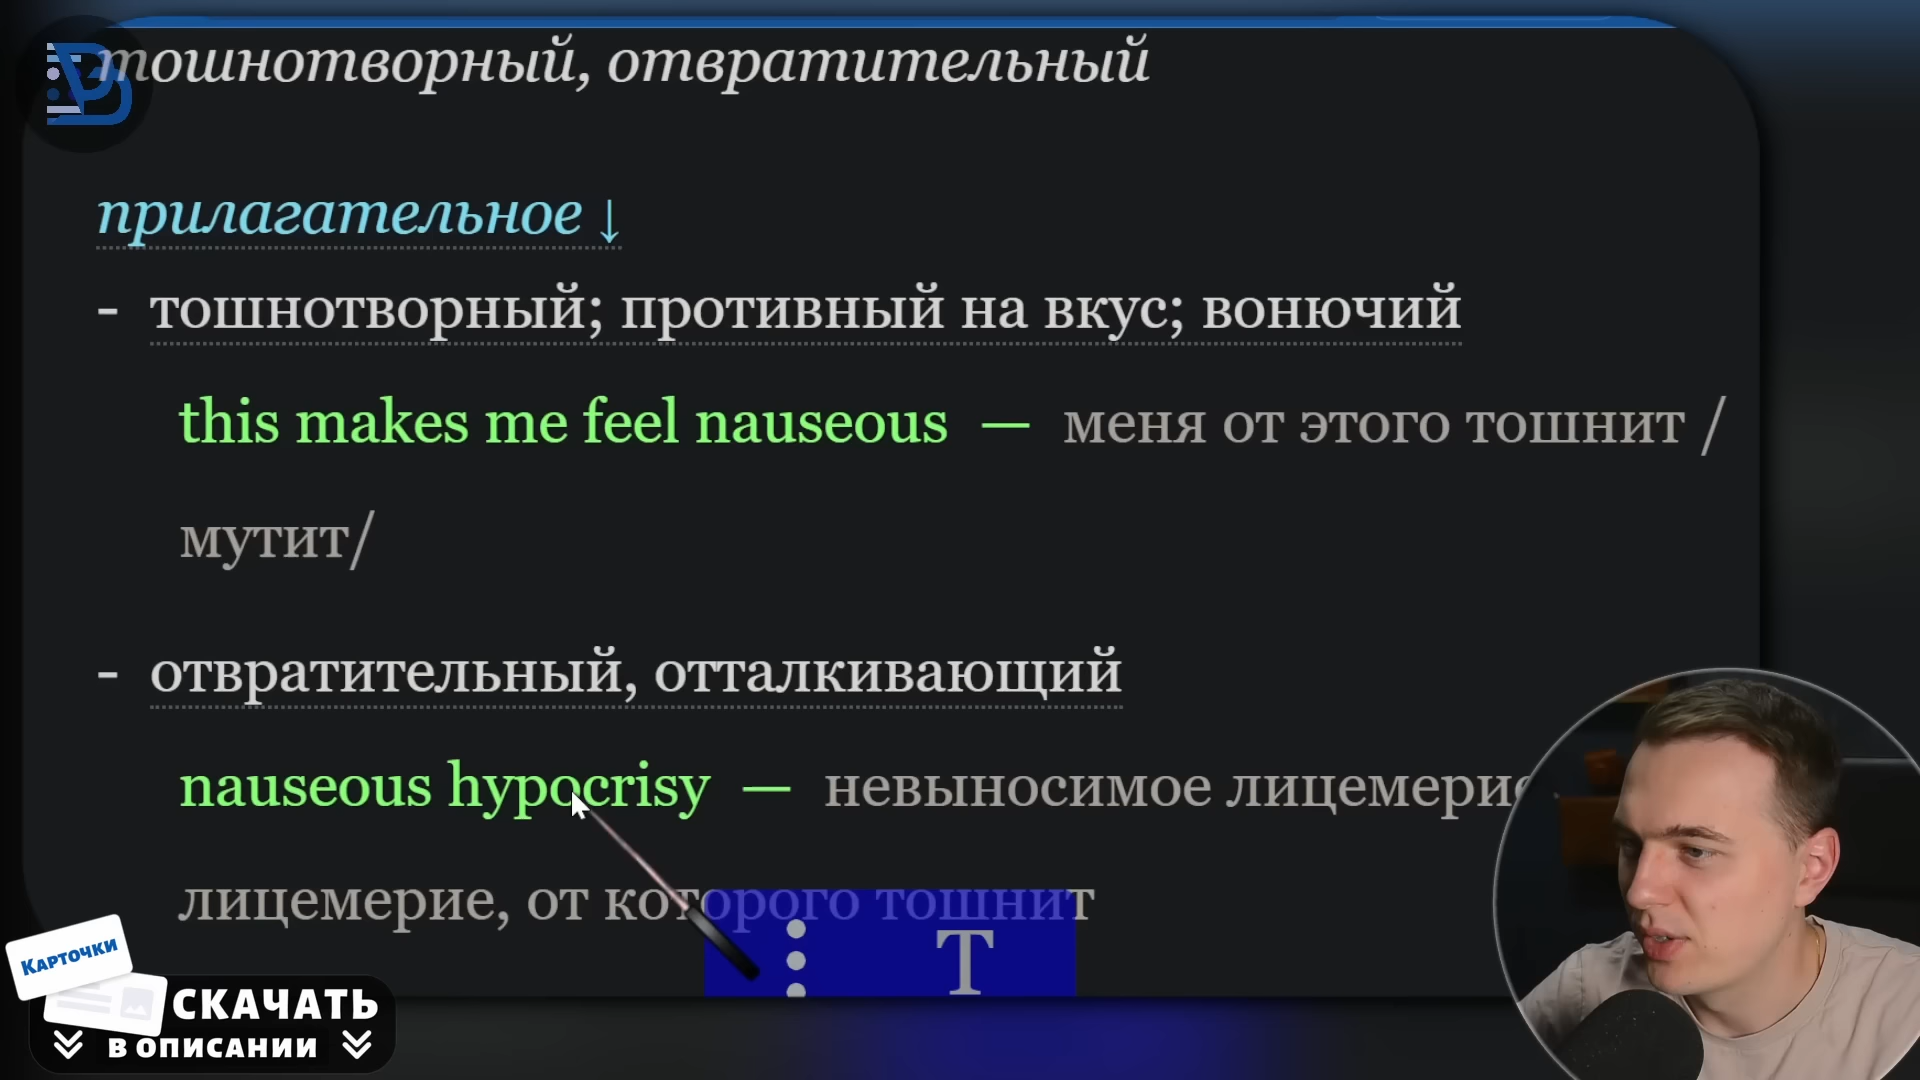 тошнотворный, отвратительный
прилагательное ↓
- тошнотворный; противный на вкус; вонючий
this makes me feel nauseous — меня от этого тошнит /
мутит/
- отвратительный, отталкивающий
nauseous hypocrisy — невыносимое лицемерие
лицемерие, от которого тошнит
T
Карточки
СКАЧАТЬ
В ОПИСАНИИ